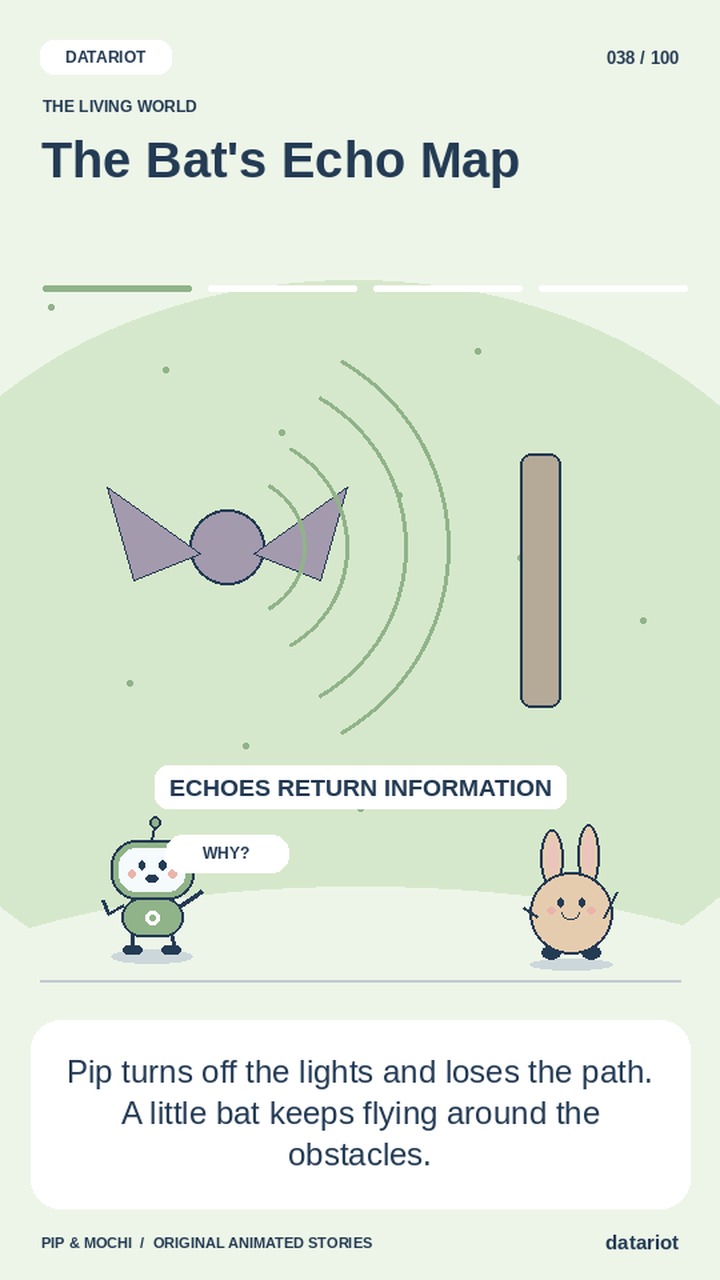 DATARIOT
038 / 100
THE LIVING WORLD
The Bat's Echo Map
ECHOES RETURN INFORMATION
WHY?
Pip turns off the lights and loses the path.
A little bat keeps flying around the
obstacles.
PIP & MOCHI / ORIGINAL ANIMATED STORIES
datariot